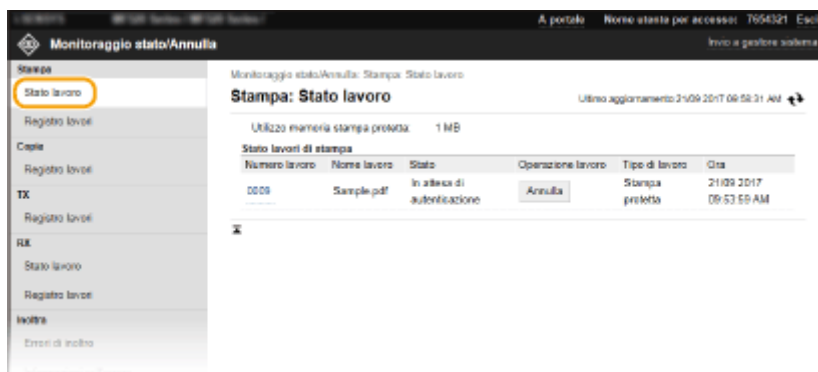 A portale Nome utente per accesso: 7654321
Monitoraggio stato/Annulla
Invio a gestore sistema
Stampa
Stato lavoro
Registro lavori
Copia
Registro lavori
TX
Registro lavori
RX
Stato lavoro
Registro lavori
Inoltra
Errori di inoltro
Monitoraggio stato/Annulla: Stampa: Stato lavoro
Stampa: Stato lavoro
Ultimo aggiornamento 21/09 2017 09:58:31 AM
Utilizzo memoria stampa protetta: 1 MB
Stato lavori di stampa
Numero lavoro Nome lavoro Stato Operazione lavoro Tipo di lavoro Ora
0009 Sample.pdf In attesa di autenticazione Annulla Stampa protetta 21/09 2017 09:53:59 AM